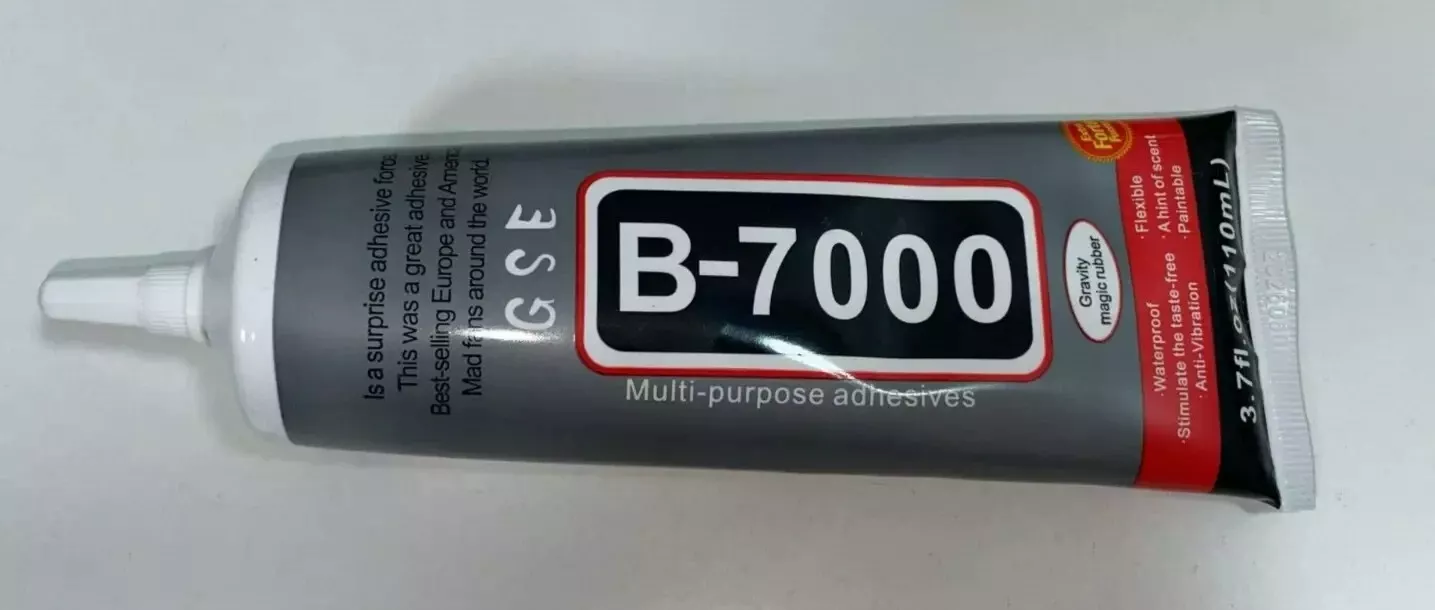 Is a surprise adhesive force
This was a great adhesive
Best-selling Europe and
Mad fans around the world
GSE
B-7000
Multi-purpose adhesives
Gravity
magic rubber
·Waterproof
·Stimulate the taste-free
·Anti-Vibration
·Flexible
·A hint of scent
·Paintable
3.7fl.oz(110mL)